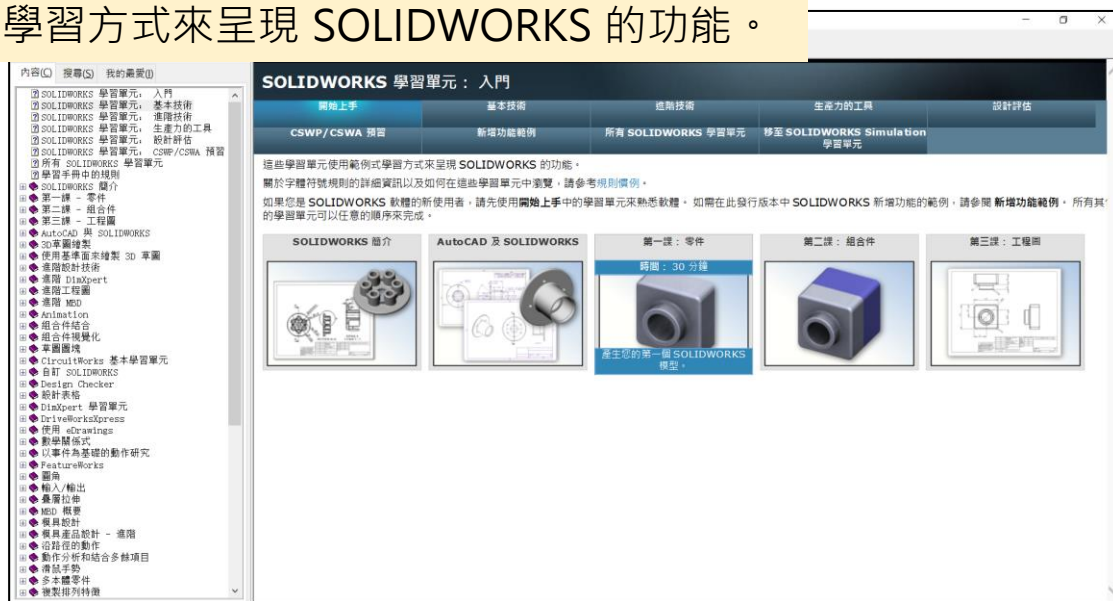 學習方式來呈現 SOLIDWORKS 的功能。
內容(C) 搜尋(S) 我的最愛(I)
SOLIDWORKS 學習單元: 入門
SOLIDWORKS 學習單元: 基本技術
SOLIDWORKS 學習單元: 進階技術
SOLIDWORKS 學習單元: 生產力的工具
SOLIDWORKS 學習單元: 設計評估
SOLIDWORKS 學習單元: CSWP/CSWA 預習
所有 SOLIDWORKS 學習單元
學習手冊中的規則
SOLIDWORKS 簡介
第一課 - 零件
第二課 - 組合件
第三課 - 工程圖
AutoCAD 與 SOLIDWORKS
3D草圖繪製
使用基準面來繪製 3D 草圖
進階設計技術
進階 DimXpert
進階工程圖
進階 MBD
Animation
組合件結合
組合件視覺化
草圖圖塊
CircuitWorks 基本學習單元
自訂 SOLIDWORKS
Design Checker
設計表格
DimXpert 學習單元
DriveWorksXpress
使用 eDrawings
數學關係式
以事件為基礎的動作研究
FeatureWorks
圓角
輸入/輸出
疊層拉伸
MBD 概要
模具設計
模具產品設計 - 進階
沿路徑的動作
動作分析和結合多餘項目
滑鼠手勢
多本體零件
複製排列特徵
SOLIDWORKS 學習單元: 入門
開始上手 基本技術 進階技術 生產力的工具 設計評估
CSWP/CSWA 預習 新增功能範例 所有 SOLIDWORKS 學習單元 移至 SOLIDWORKS Simulation
學習單元
這些學習單元使用範例式學習方式來呈現 SOLIDWORKS 的功能。
關於字體符號規則的詳細資訊以及如何在這些學習單元中瀏覽,請參考規則慣例。
如果您是 SOLIDWORKS 軟體的新使用者,請先使用開始上手中的學習單元來熟悉軟體。 如需在此發行版本中 SOLIDWORKS 新增功能的範例,請參閱 新增功能範例。 所有其
的學習單元可以任意的順序來完成。
SOLIDWORKS 簡介
AutoCAD 及 SOLIDWORKS
第一課: 零件
時間: 30 分鐘
產生您的第一個 SOLIDWORKS
模型。
第二課: 組合件
第三課: 工程圖